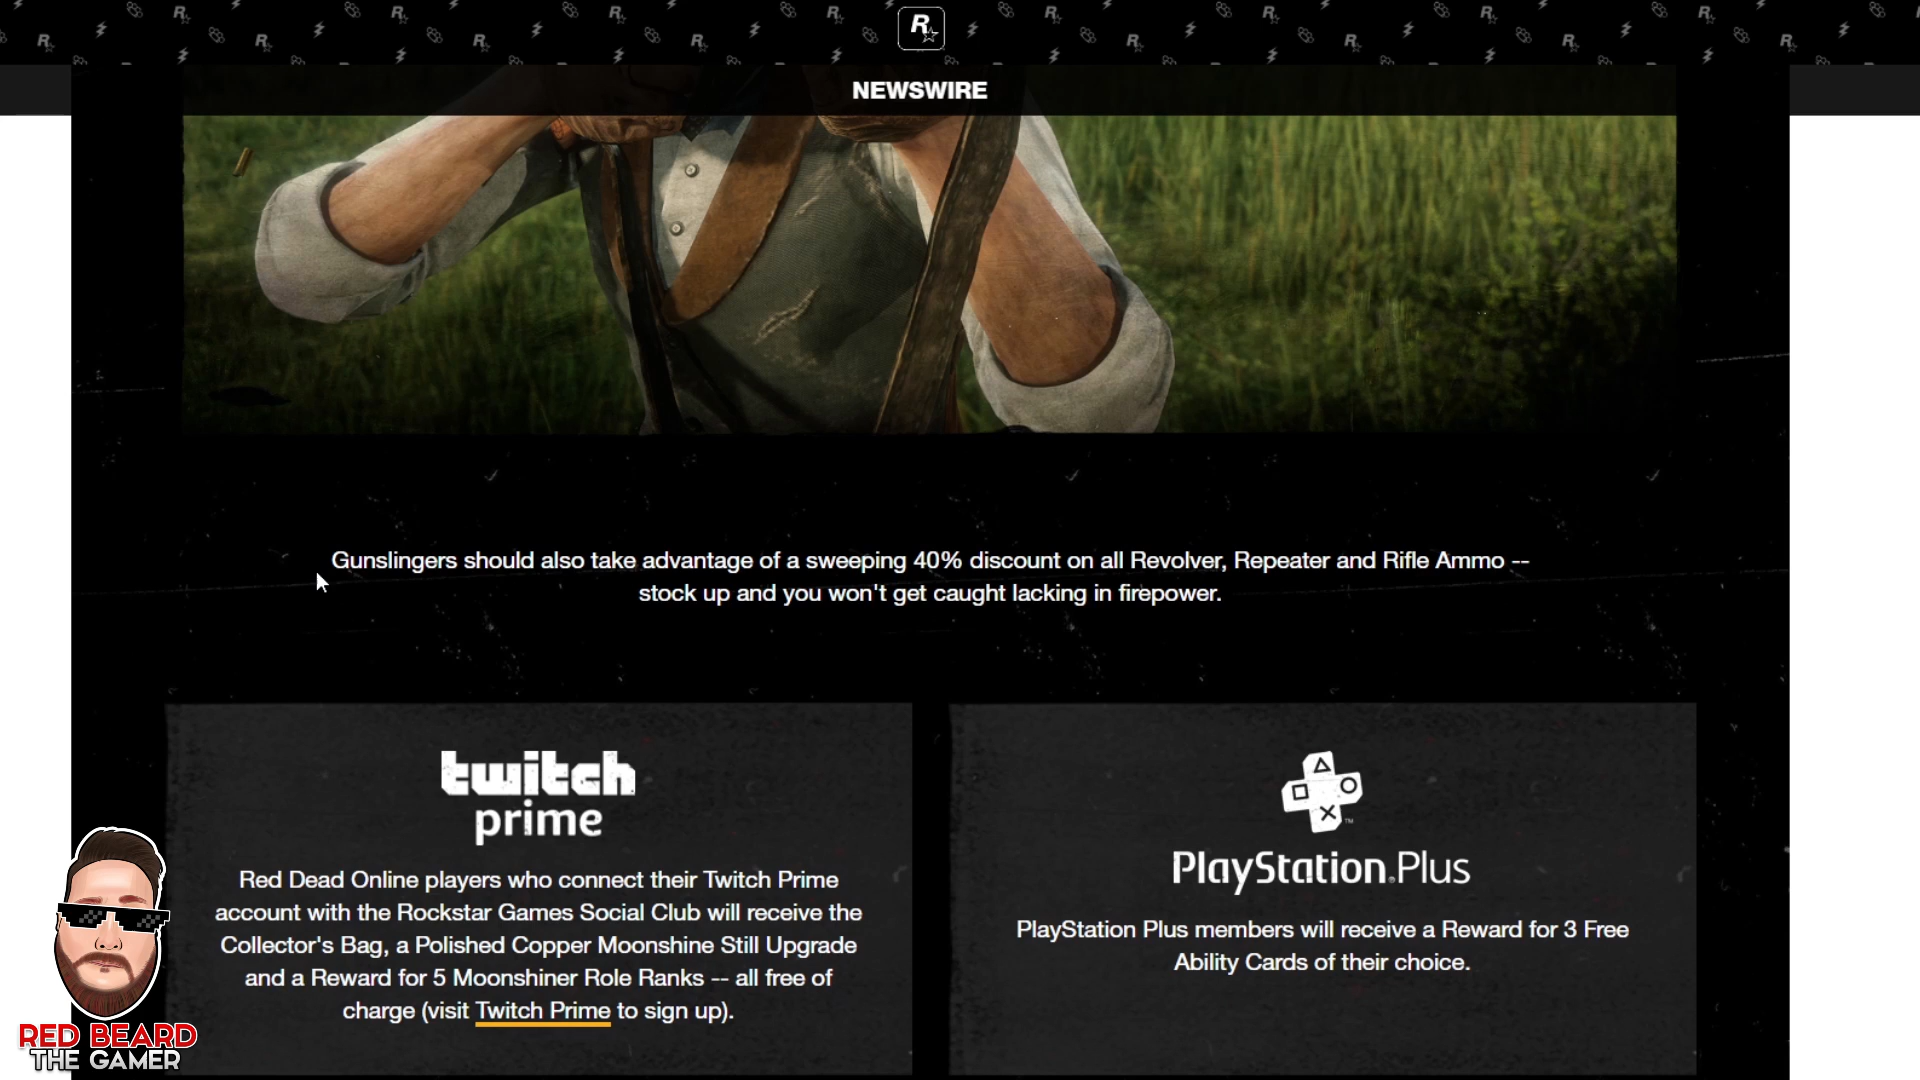 R
NEWSWIRE
Gunslingers should also take advantage of a sweeping 40% discount on all Revolver, Repeater and Rifle Ammo --
stock up and you won't get caught lacking in firepower.
twitch
prime
Red Dead Online players who connect their Twitch Prime
account with the Rockstar Games Social Club will receive the
Collector's Bag, a Polished Copper Moonshine Still Upgrade
and a Reward for 5 Moonshiner Role Ranks -- all free of
charge (visit Twitch Prime to sign up).
PlayStation.Plus
PlayStation Plus members will receive a Reward for 3 Free
Ability Cards of their choice.
RED BEARD
THE GAMER